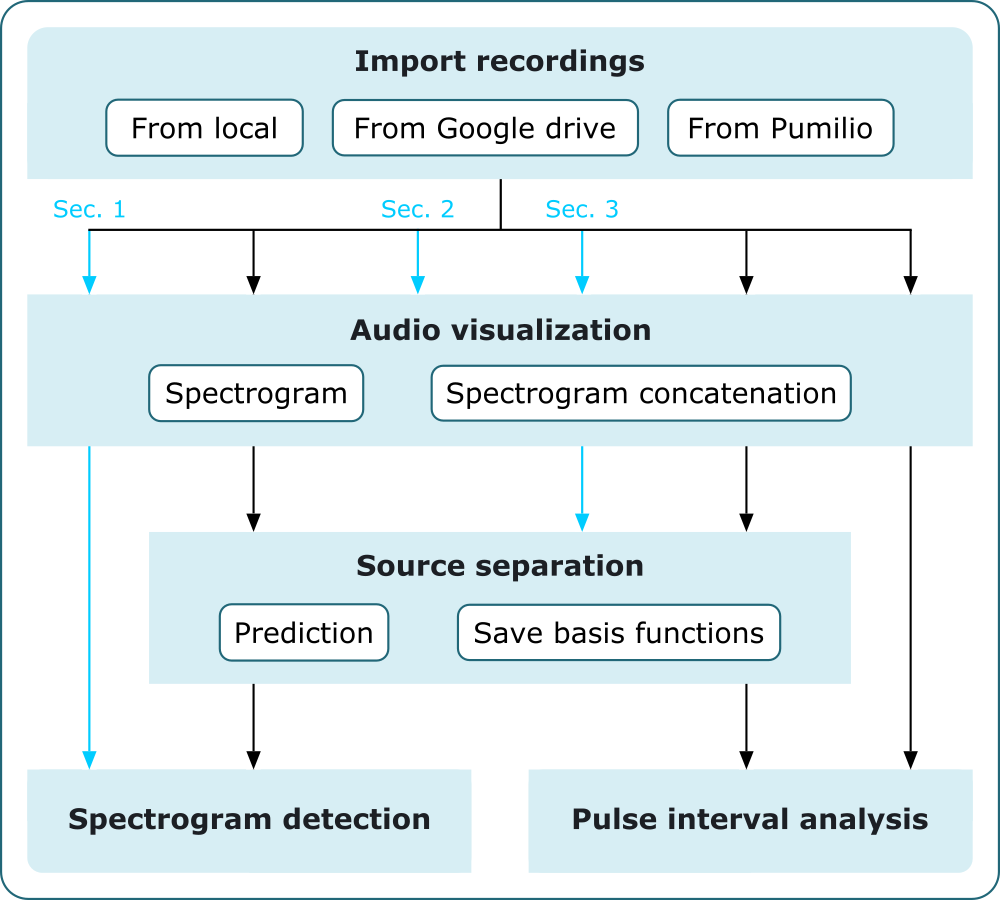 Import recordings
From local
From Google drive
From Pumilio
Sec. 1
Sec. 2
Sec. 3
Audio visualization
Spectrogram
Spectrogram concatenation
Source separation
Prediction
Save basis functions
Spectrogram detection
Pulse interval analysis